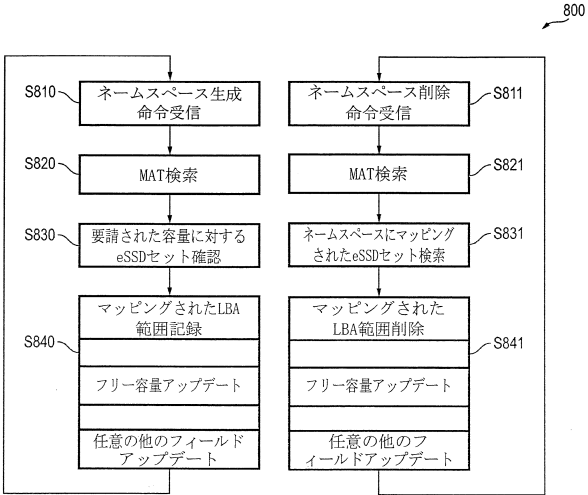 800
S810
ネームスペース生成
命令受信
S820
MAT検索
S830
要請された容量に対する
eSSDセット確認
S840
マッピングされたLBA
範囲記録
フリー容量アップデート
任意の他のフィールド
アップデート
ネームスペース削除
命令受信
S811
MAT検索
S821
ネームスペースにマッピング
されたeSSDセット検索
S831
マッピングされた
LBA範囲削除
S841
フリー容量アップデート
任意の他のフ
ィールドアップデート